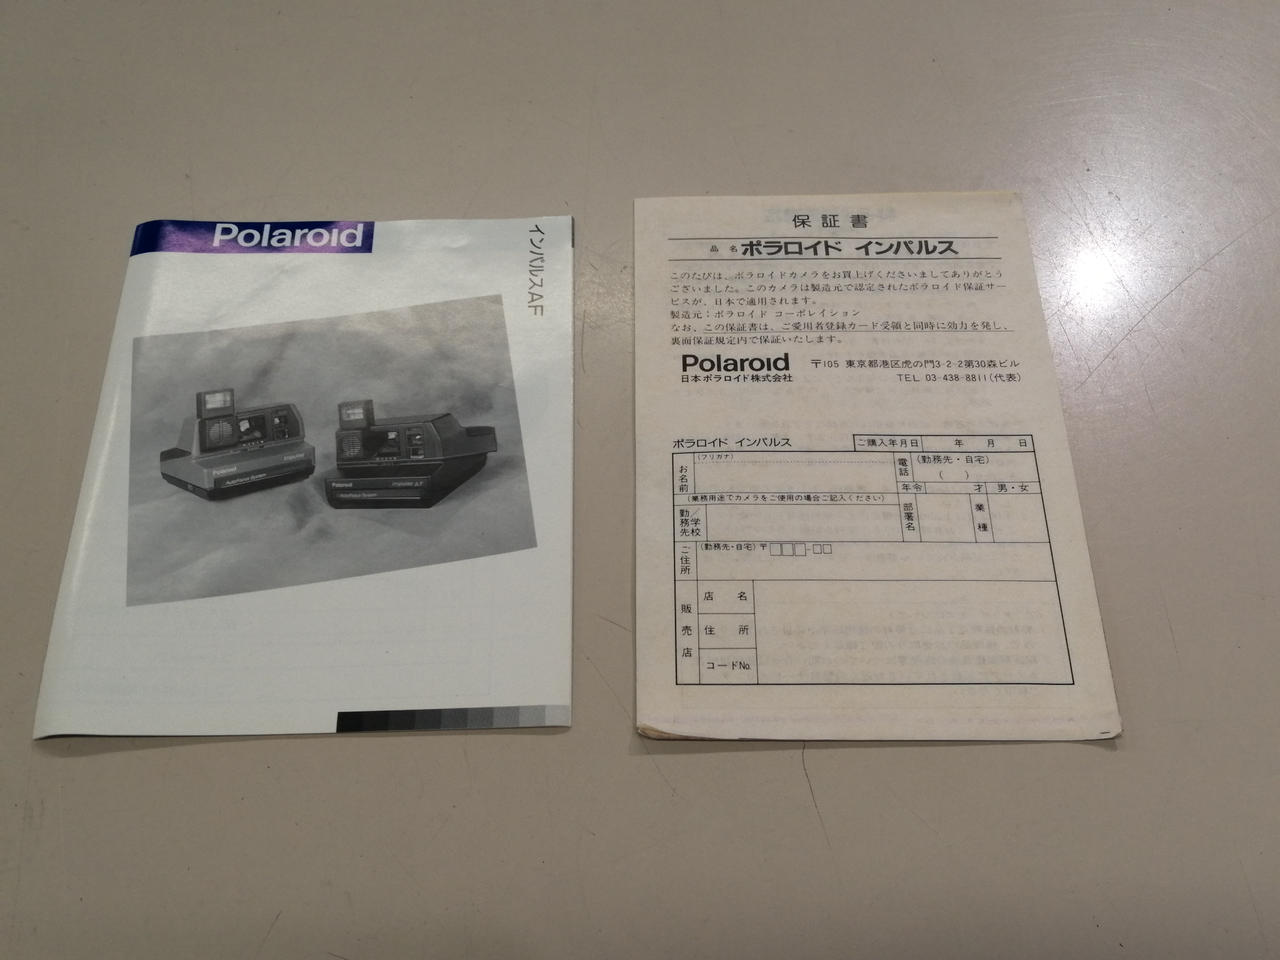 Polaroid
インパルスAF
Polaroid
Impulse
AutoFocus System
Polaroid
Impulse AF
AutoFocus System
保証書
品名 ポラロイド インパルス
このたびは、ポラロイドカメラをお買上げくださいましてありがとう
ございました。このカメラは製造元で認定されたポラロイド保証サー
ビスが、日本で適用されます。
製造元：ポラロイド コーポレイション
なお、この保証書は、ご愛用者登録カード受領と同時に効力を発し、
裏面保証規定内で保証いたします。
Polaroid
〒105 東京都港区虎の門3-2-2第30森ビル
日本ポラロイド株式会社
TEL 03-438-8811(代表)
ポラロイド インパルス
ご購入年月日 年 月 日
お名前
(フリガナ)
電話
(勤務先・自宅)
( )
年令 才 男・女
(業務用途でカメラをご使用の場合ご記入ください)
勤務先/学校
部署名
業種
ご住所
(勤務先・自宅)〒□□□-□□
販売店
店名
住所
コードNo.